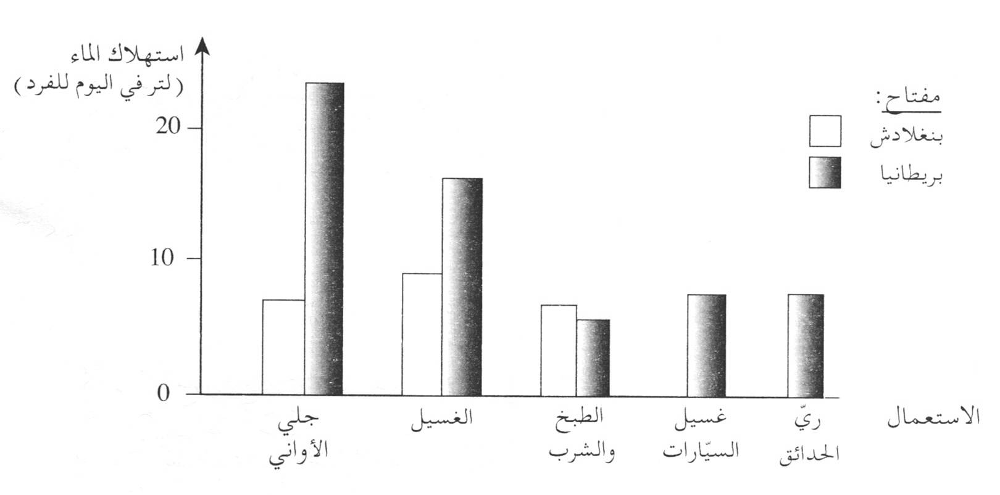 استهلاك الماء
(لتر في اليوم للفرد)
20
10
0
مفتاح:
بنغلادش
بريطانيا
جلي
الأواني
الغسيل
الطبخ
والشرب
غسيل
السيّارات
ريّ
الحدائق
الاستعمال